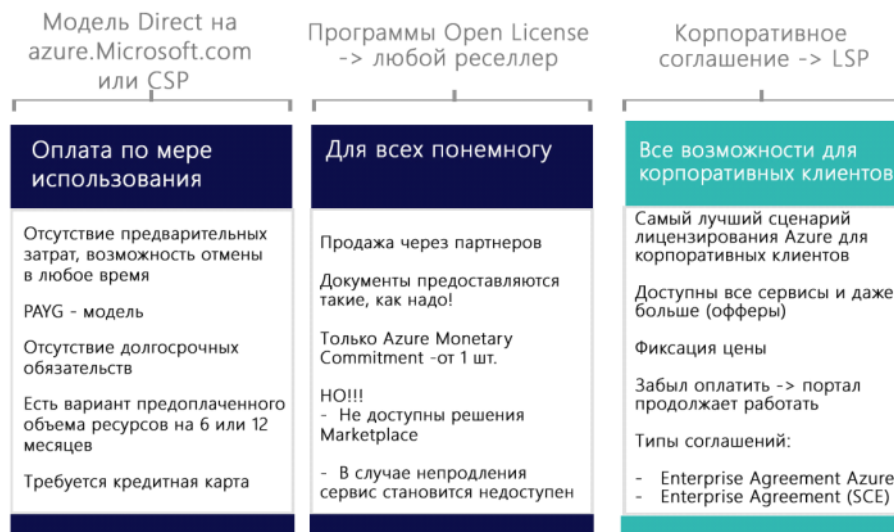 Модель Direct на
azure.Microsoft.com
или CSP
Оплата по мере
использования
Отсутствие предварительных
затрат, возможность отмены
в любое время
PAYG - модель
Отсутствие долгосрочных
обязательств
Есть вариант предоплаченного
объема ресурсов на 6 или 12
месяцев
Требуется кредитная карта
Программы Open License
-> любой реселлер
Для всех понемногу
Продажа через партнеров
Документы предоставляются
такие, как надо!
Только Azure Monetary
Commitment -от 1 шт.
НО!!!
- Не доступны решения
Marketplace
- В случае непродления
сервис становится недоступен
Корпоративное
соглашение -> LSP
Все возможности для
корпоративных клиентов
Самый лучший сценарий
лицензирования Azure для
корпоративных клиентов
Доступны все сервисы и даже
больше (офферы)
Фиксация цены
Забыл оплатить -> портал
продолжает работать
Типы соглашений:
- Enterprise Agreement Azure
- Enterprise Agreement (SCE)